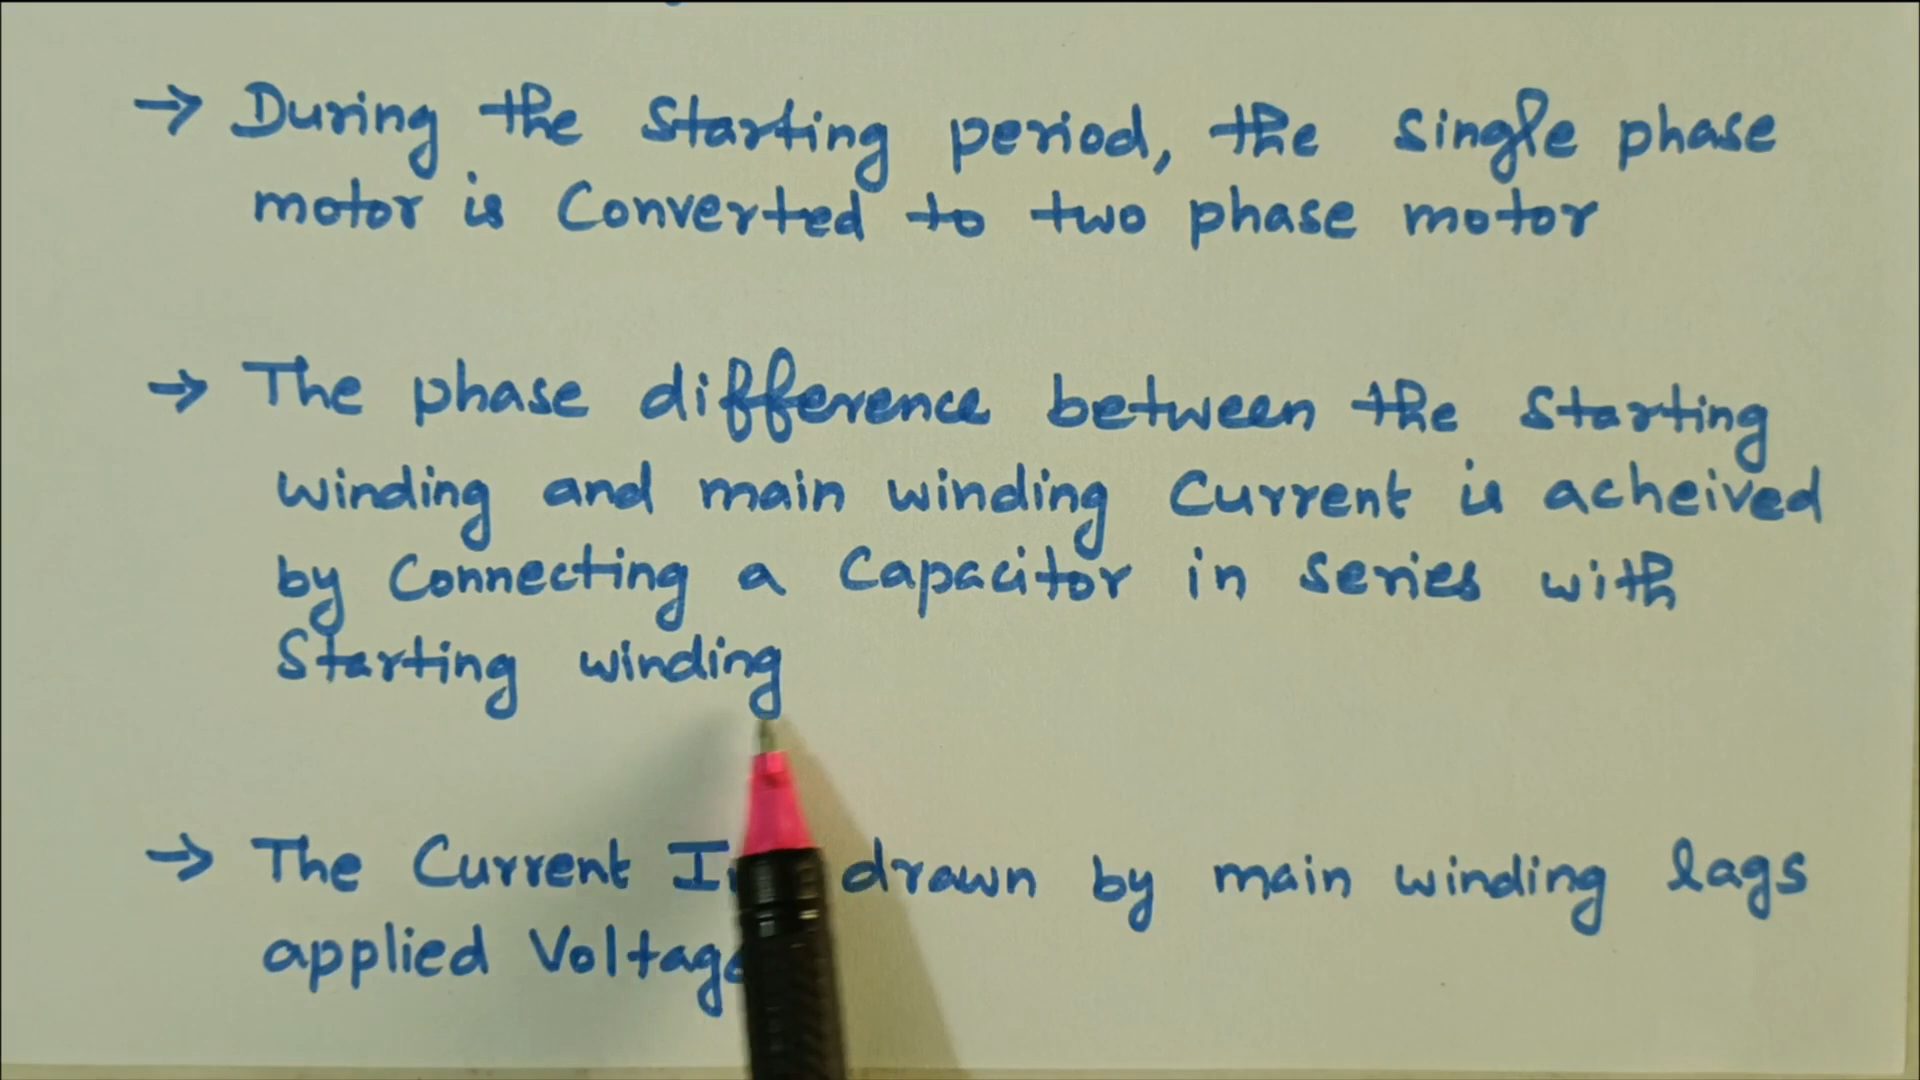 → During the starting period, the single phase
motor is Converted to two phase motor
→ The phase difference between the starting
winding and main winding Current is acheived
by Connecting a Capacitor in series with
Starting winding
→ The Current drawn by main winding lags
applied Voltage